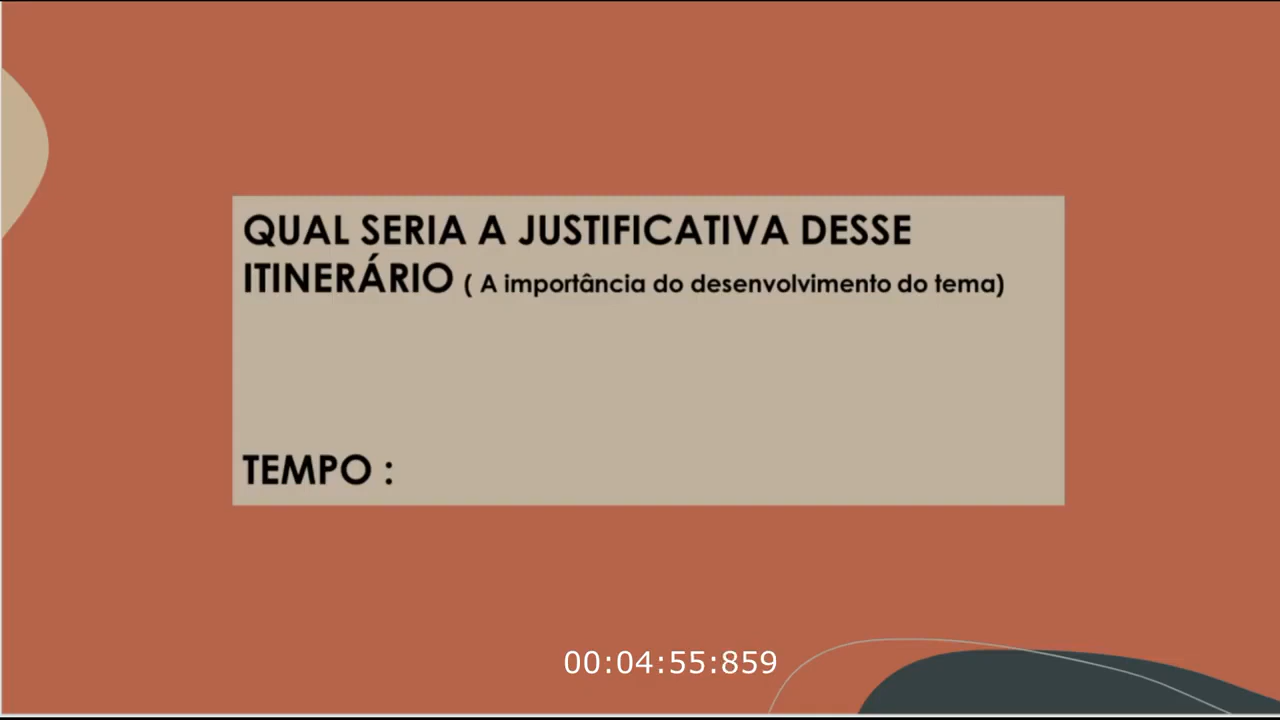 QUAL SERIA A JUSTIFICATIVA DESSE
ITINERÁRIO ( A importância do desenvolvimento do tema)
TEMPO :
00:04:55:859